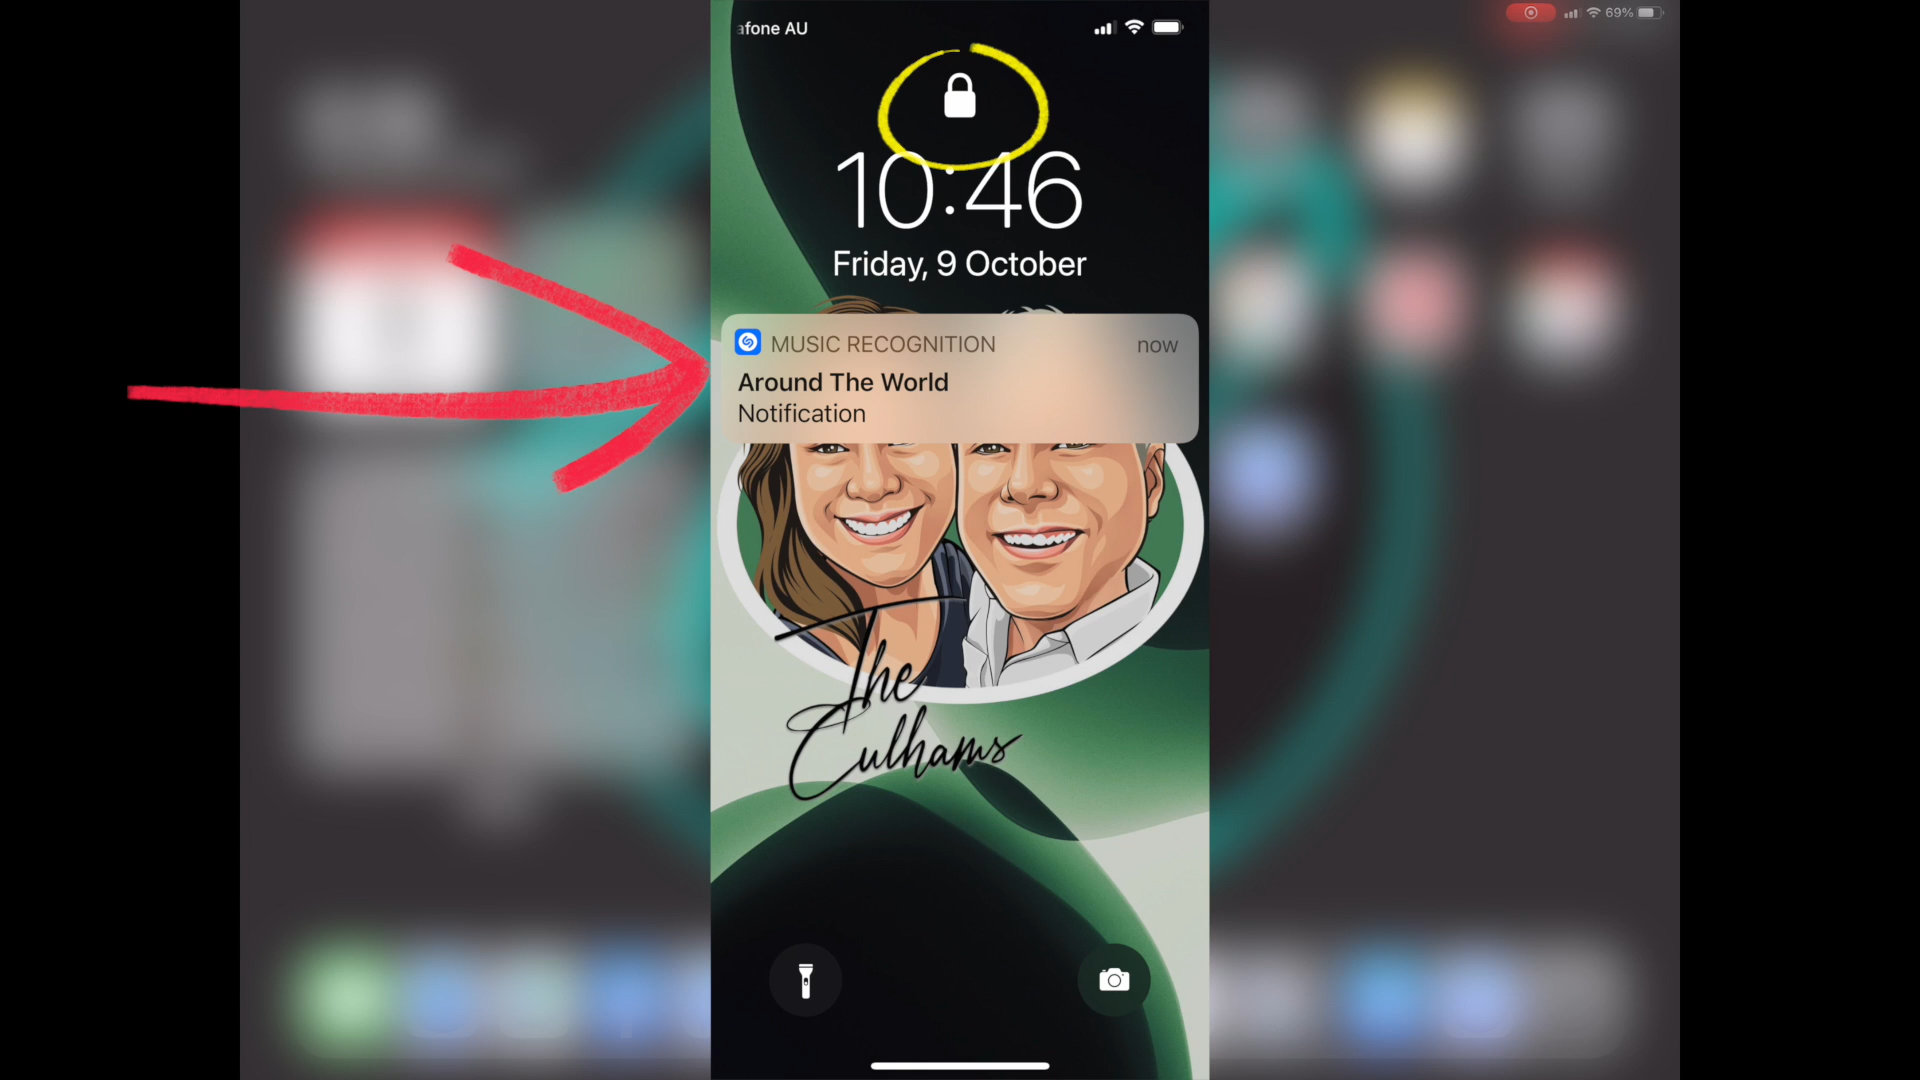 afone AU
69%
10:46
Friday, 9 October
MUSIC RECOGNITION
now
Around The World
Notification
The
Culhams